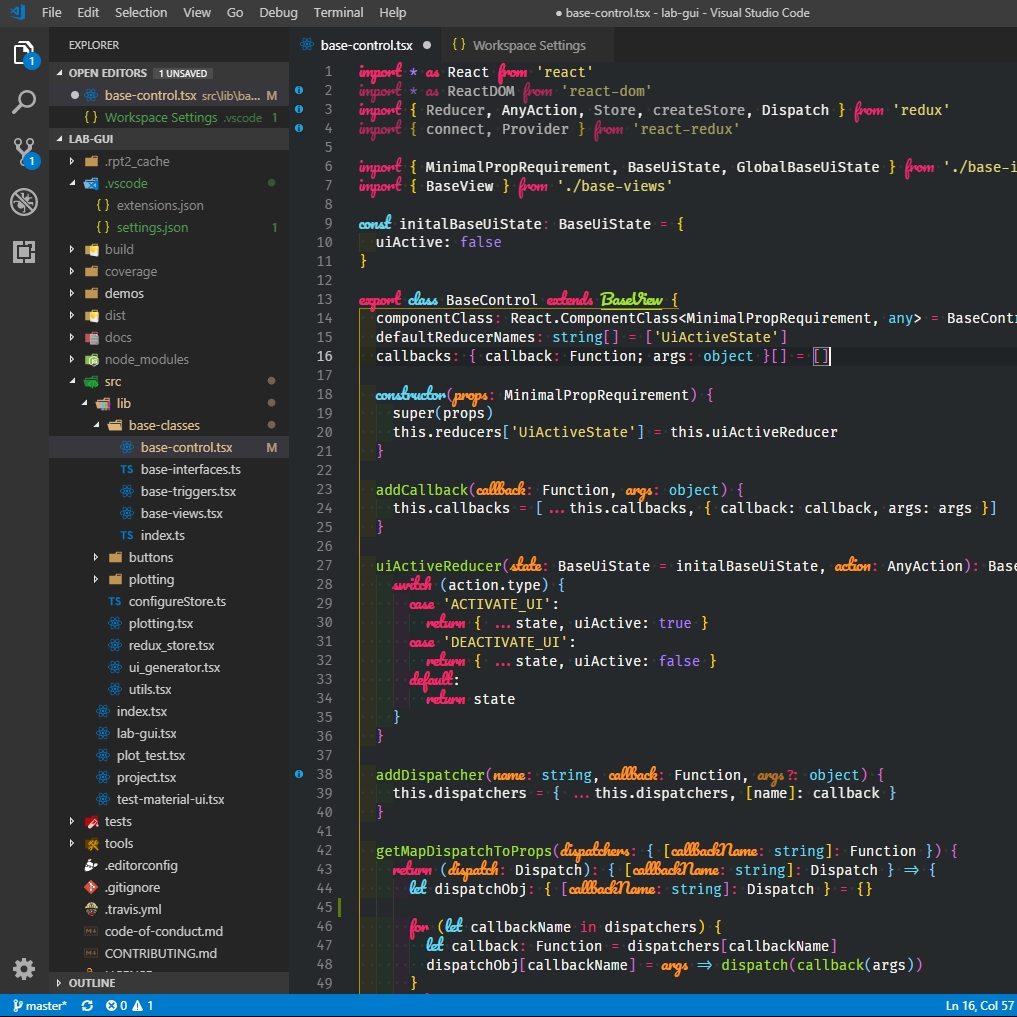 File Edit Selection View Go Debug Terminal Help
● base-control.tsx - lab-gui - Visual Studio Code
1
1
EXPLORER
OPEN EDITORS 1 UNSAVED
base-control.tsx src\lib\ba... M
{ } Workspace Settings .vscode 1
LAB-GUI
.rpt2_cache
.vscode
{ } extensions.json
{ } settings.json 1
build
coverage
demos
dist
docs
node_modules
src
lib
base-classes
base-control.tsx M
TS base-interfaces.ts
base-triggers.tsx
base-views.tsx
TS index.ts
buttons
plotting
TS configureStore.ts
plotting.tsx
redux_store.tsx
ui_generator.tsx
utils.tsx
index.tsx
lab-gui.tsx
plot_test.tsx
project.tsx
test-material-ui.tsx
tests
tools
.editorconfig
.gitignore
.travis.yml
code-of-conduct.md
CONTRIBUTING.md
OUTLINE
base-control.tsx ● { } Workspace Settings
1 import * as React from 'react'
2 import * as ReactDOM from 'react-dom'
3 import { Reducer, AnyAction, Store, createStore, Dispatch } from 'redux'
4 import { connect, Provider } from 'react-redux'
5
6 import { MinimalPropRequirement, BaseUiState, GlobalBaseUiState } from './base-i
7 import { BaseView } from './base-views'
8
9 const initalBaseUiState: BaseUiState = {
10 uiActive: false
11 }
12
13 export class BaseControl extends BaseView {
14 componentClass: React.ComponentClass<MinimalPropRequirement, any> = BaseCont
15 defaultReducerNames: string[] = ['UiActiveState']
16 callbacks: { callback: Function; args: object }[] = []
17
18 constructor(props: MinimalPropRequirement) {
19 super(props)
20 this.reducers['UiActiveState'] = this.uiActiveReducer
21 }
22
23 addCallback(callback: Function, args: object) {
24 this.callbacks = [ ...this.callbacks, { callback: callback, args: args }]
25 }
26
27 uiActiveReducer(state: BaseUiState = initalBaseUiState, action: AnyAction): Base
28 switch (action.type) {
29 case 'ACTIVATE_UI':
30 return { ...state, uiActive: true }
31 case 'DEACTIVATE_UI':
32 return { ...state, uiActive: false }
33 default:
34 return state
35 }
36 }
37
38 addDispatcher(name: string, callback: Function, args?: object) {
39 this.dispatchers = { ...this.dispatchers, [name]: callback }
40 }
41
42 getMapDispatchToProps(dispatchers: { [callbackName: string]: Function }) {
43 return (dispatch: Dispatch): { [callbackName: string]: Dispatch } => {
44 let dispatchObj: { [callbackName: string]: Dispatch } = {}
45
46 for (let callbackName in dispatchers) {
47 let callback: Function = dispatchers[callbackName]
48 dispatchObj[callbackName] = args => dispatch(callback(args))
49 }
master* 0 1 Ln 16, Col 57